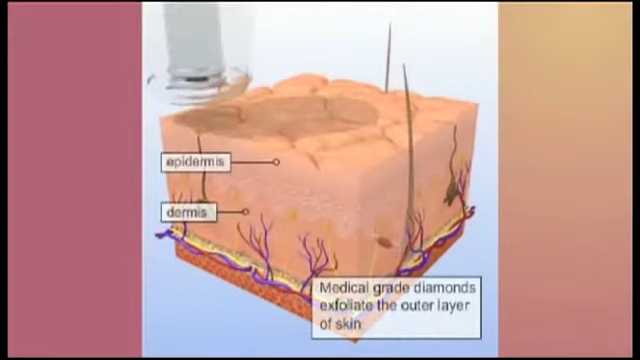 epidermis
dermis
Medical grade diamonds
exfoliate the outer layer
of skin